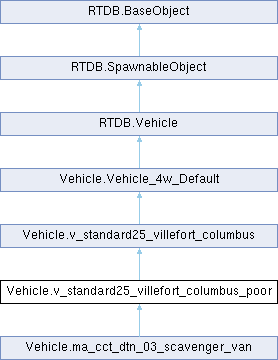 RTDB.BaseObject
RTDB.SpawnableObject
RTDB.Vehicle
Vehicle.Vehicle_4w_Default
Vehicle.v_standard25_villefort_columbus
Vehicle.v_standard25_villefort_columbus_poor
Vehicle.ma_cct_dtn_03_scavenger_van